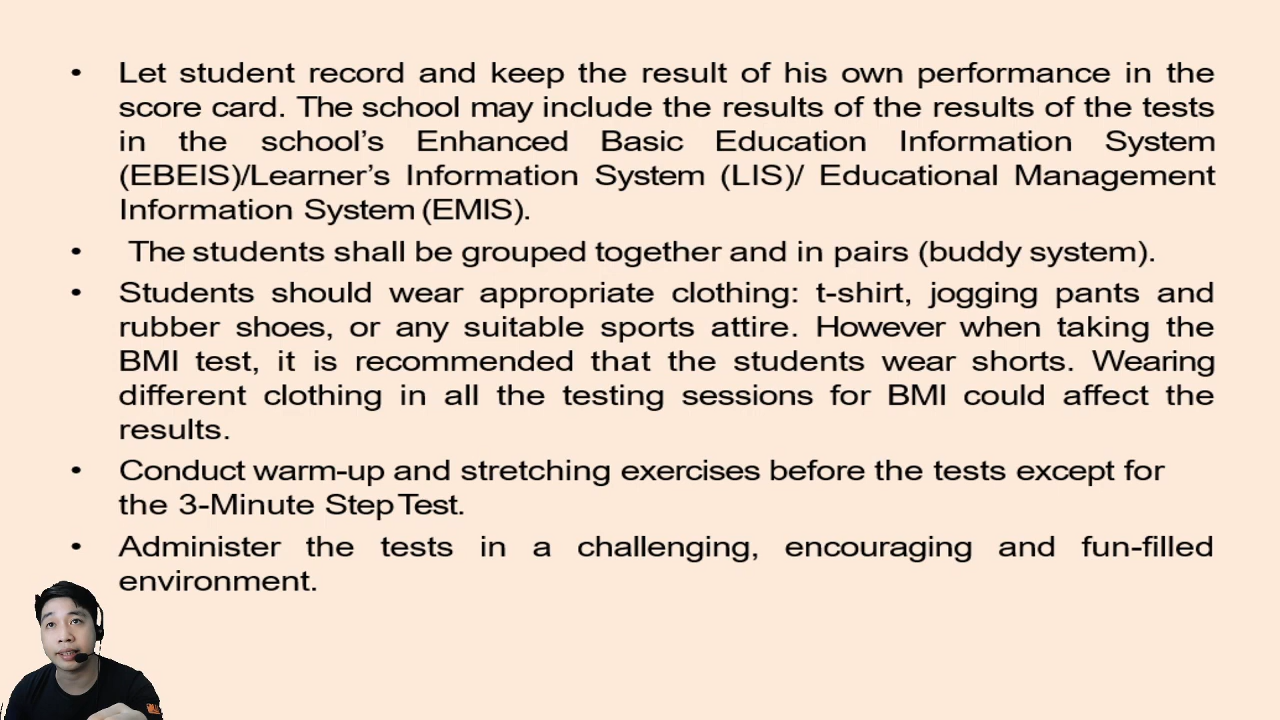 • Let student record and keep the result of his own performance in the
score card. The school may include the results of the results of the tests
in the school’s Enhanced Basic Education Information System
(EBEIS)/Learner’s Information System (LIS)/ Educational Management
Information System (EMIS).
• The students shall be grouped together and in pairs (buddy system).
• Students should wear appropriate clothing: t-shirt, jogging pants and
rubber shoes, or any suitable sports attire. However when taking the
BMI test, it is recommended that the students wear shorts. Wearing
different clothing in all the testing sessions for BMI could affect the
results.
• Conduct warm-up and stretching exercises before the tests except for
the 3-Minute Step Test.
• Administer the tests in a challenging, encouraging and fun-filled
environment.